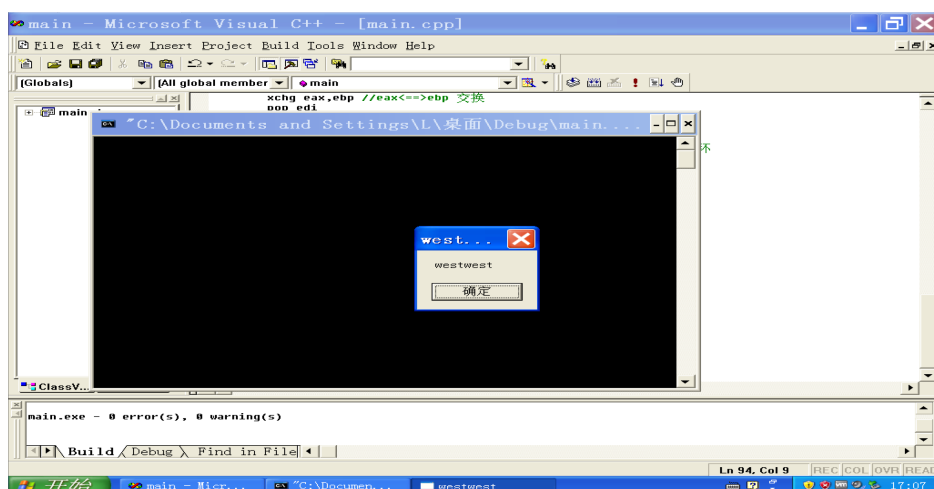 main - Microsoft Visual C++ - [main.cpp]
File Edit View Insert Project Build Tools Window Help
(Globals) (All global member main
xchg eax,ebp //eax<==>ebp 交换
pop edi
main
"C:\Documents and Settings\L\桌面\Debug\main....
不
west...
westwest
确定
ClassV...
main.exe - 0 error(s), 0 warning(s)
Build Debug Find in File
Ln 94, Col 9 REC COL OVR READ
开始 main - Micr... "C:\Documen... westwest 17:07